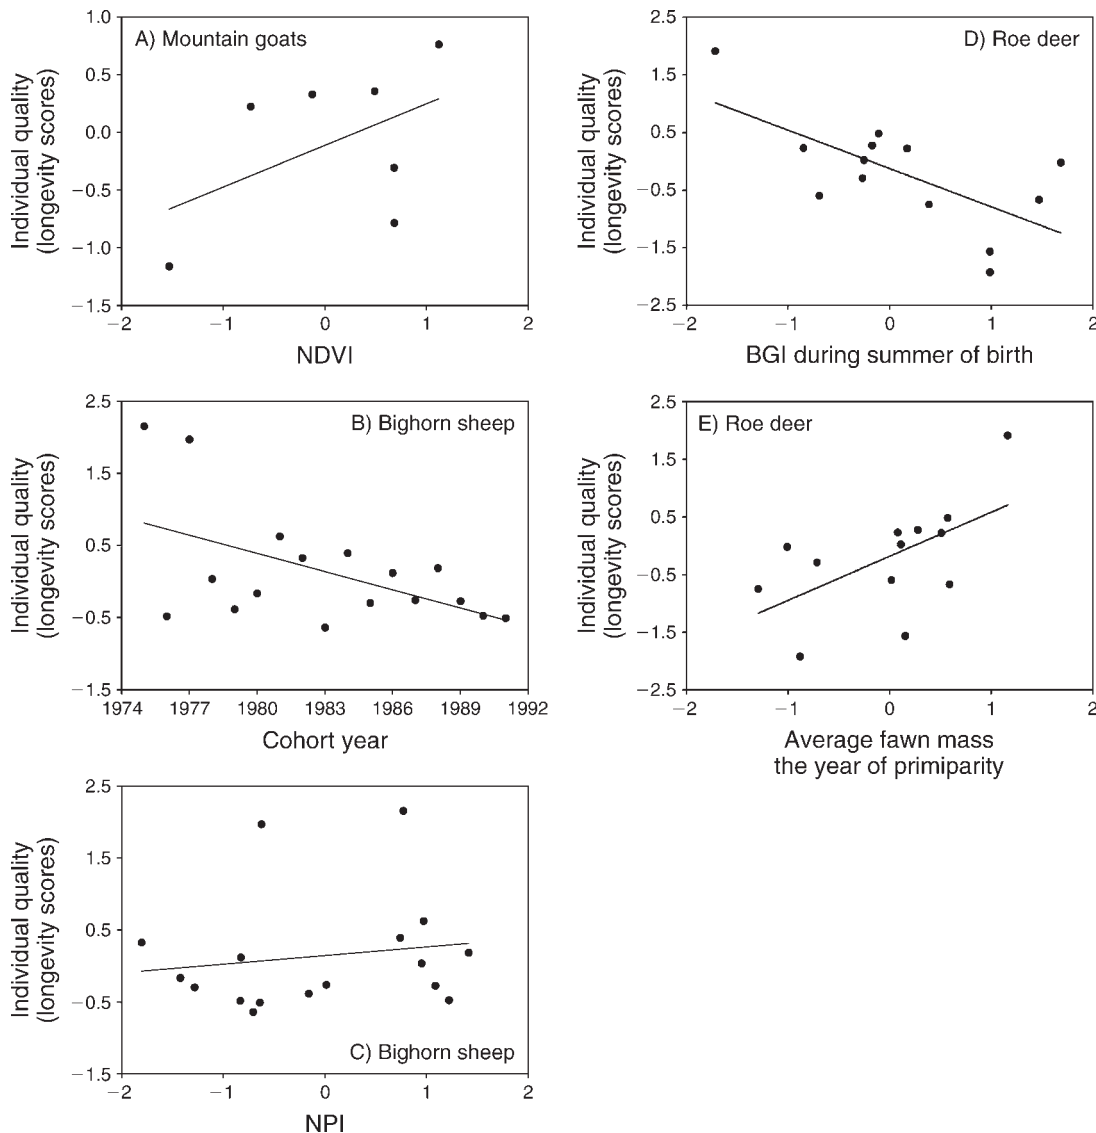 A) Mountain goats
1.0
0.5
0.0
−0.5
−1.0
−1.5
−2
−1
0
1
2
Individual quality
(longevity scores)
NDVI
D) Roe deer
2.5
1.5
0.5
−0.5
−1.5
−2.5
−2
−1
0
1
2
Individual quality
(longevity scores)
BGI during summer of birth
B) Bighorn sheep
2.5
1.5
0.5
−0.5
−1.5
1974
1977
1980
1983
1986
1989
1992
Individual quality
(longevity scores)
Cohort year
E) Roe deer
2.5
1.5
0.5
−0.5
−1.5
−2.5
−2
−1
0
1
2
Individual quality
(longevity scores)
Average fawn mass
the year of primiparity
C) Bighorn sheep
2.5
1.5
0.5
−0.5
−1.5
−2
−1
0
1
2
Individual quality
(longevity scores)
NPI